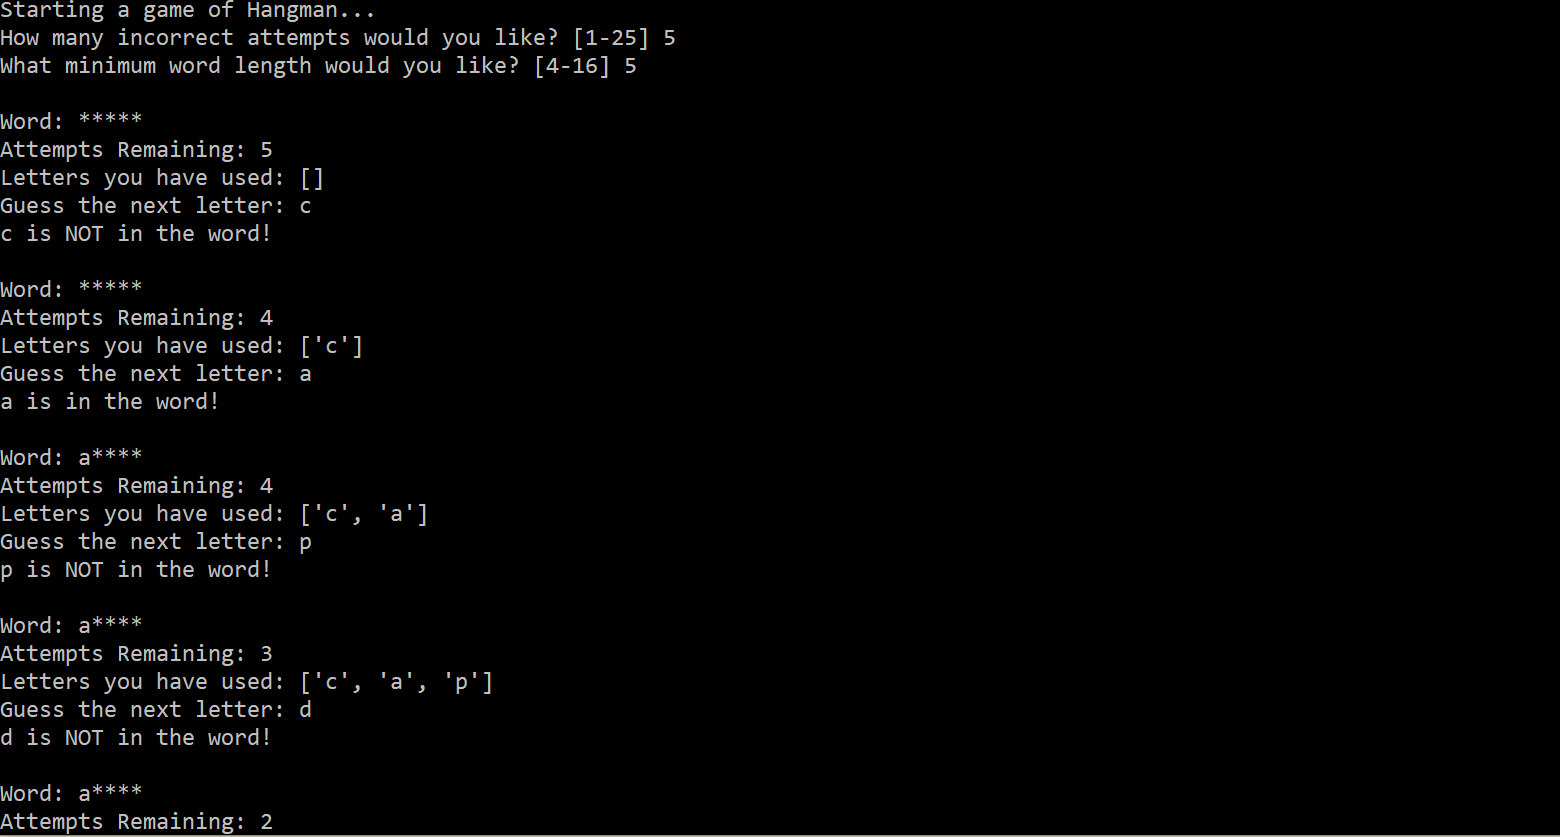 Starting a game of Hangman...
How many incorrect attempts would you like? [1-25] 5
What minimum word length would you like? [4-16] 5
Word: *****
Attempts Remaining: 5
Letters you have used: []
Guess the next letter: c
c is NOT in the word!
Word: *****
Attempts Remaining: 4
Letters you have used: ['c']
Guess the next letter: a
a is in the word!
Word: a****
Attempts Remaining: 4
Letters you have used: ['c', 'a']
Guess the next letter: p
p is NOT in the word!
Word: a****
Attempts Remaining: 3
Letters you have used: ['c', 'a', 'p']
Guess the next letter: d
d is NOT in the word!
Word: a****
Attempts Remaining: 2